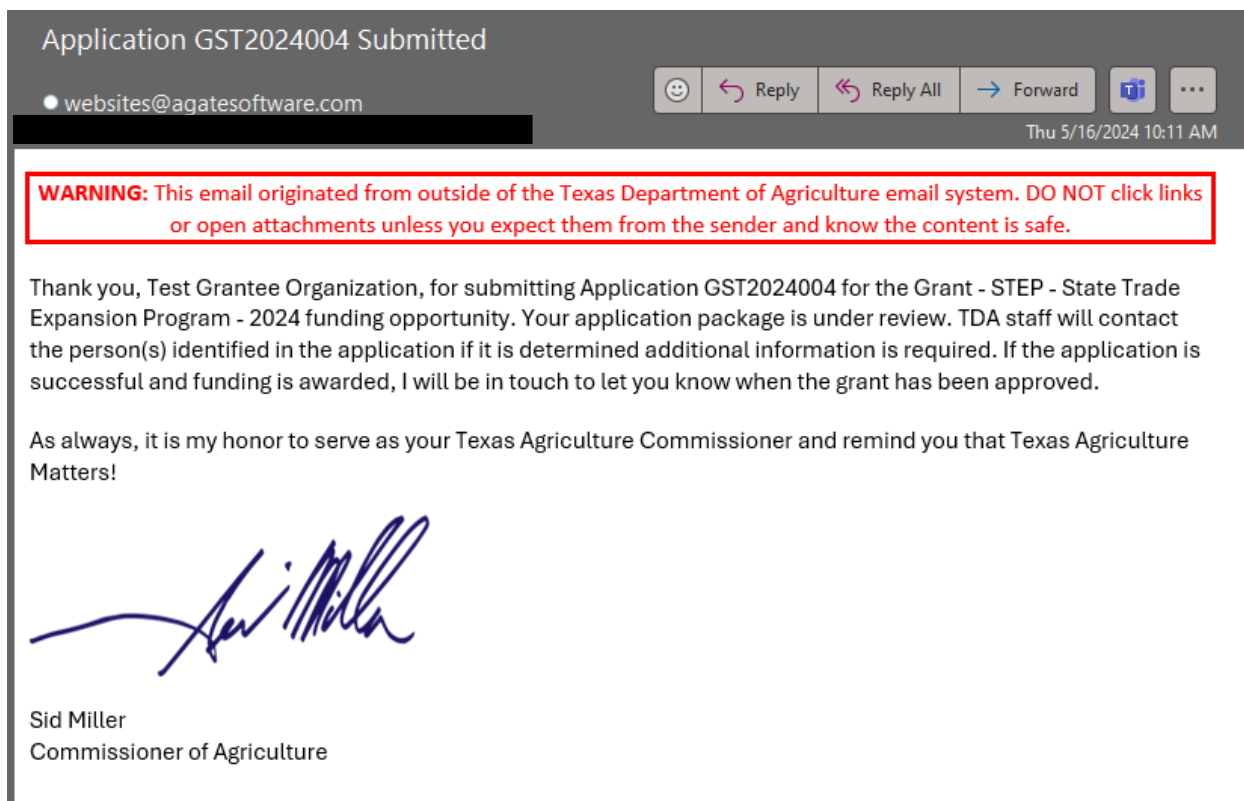 Application GST2024004 Submitted
websites@agatesoftware.com
Reply
Reply All
Forward
Thu 5/16/2024 10:11 AM
WARNING: This email originated from outside of the Texas Department of Agriculture email system. DO NOT click links
or open attachments unless you expect them from the sender and know the content is safe.
Thank you, Test Grantee Organization, for submitting Application GST2024004 for the Grant - STEP - State Trade
Expansion Program - 2024 funding opportunity. Your application package is under review. TDA staff will contact
the person(s) identified in the application if it is determined additional information is required. If the application is
successful and funding is awarded, I will be in touch to let you know when the grant has been approved.
As always, it is my honor to serve as your Texas Agriculture Commissioner and remind you that Texas Agriculture
Matters!
Sid Miller
Sid Miller
Commissioner of Agriculture